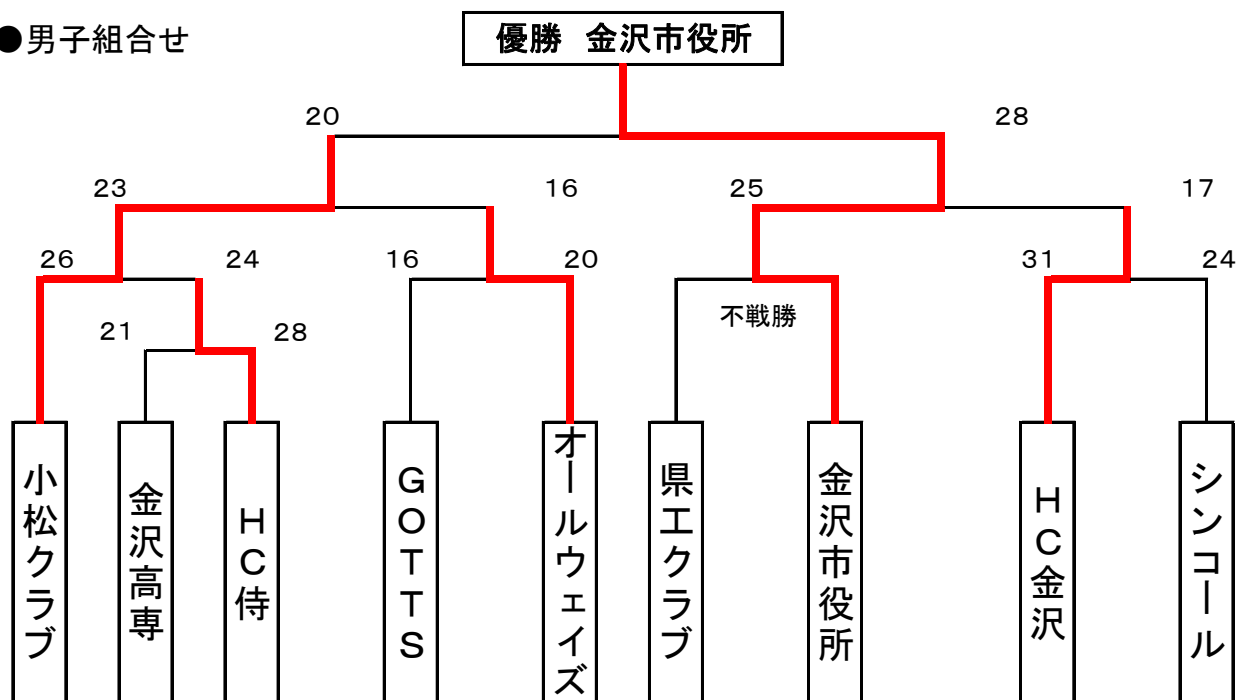 ●男子組合せ
優勝 金沢市役所
20 28
23 16 25 17
26 24 16 20 31 24
不戦勝
21 28
小松クラブ
金沢高専
HC侍
GOTTS
オールウェイズ
県工クラブ
金沢市役所
HC金沢
シンコール